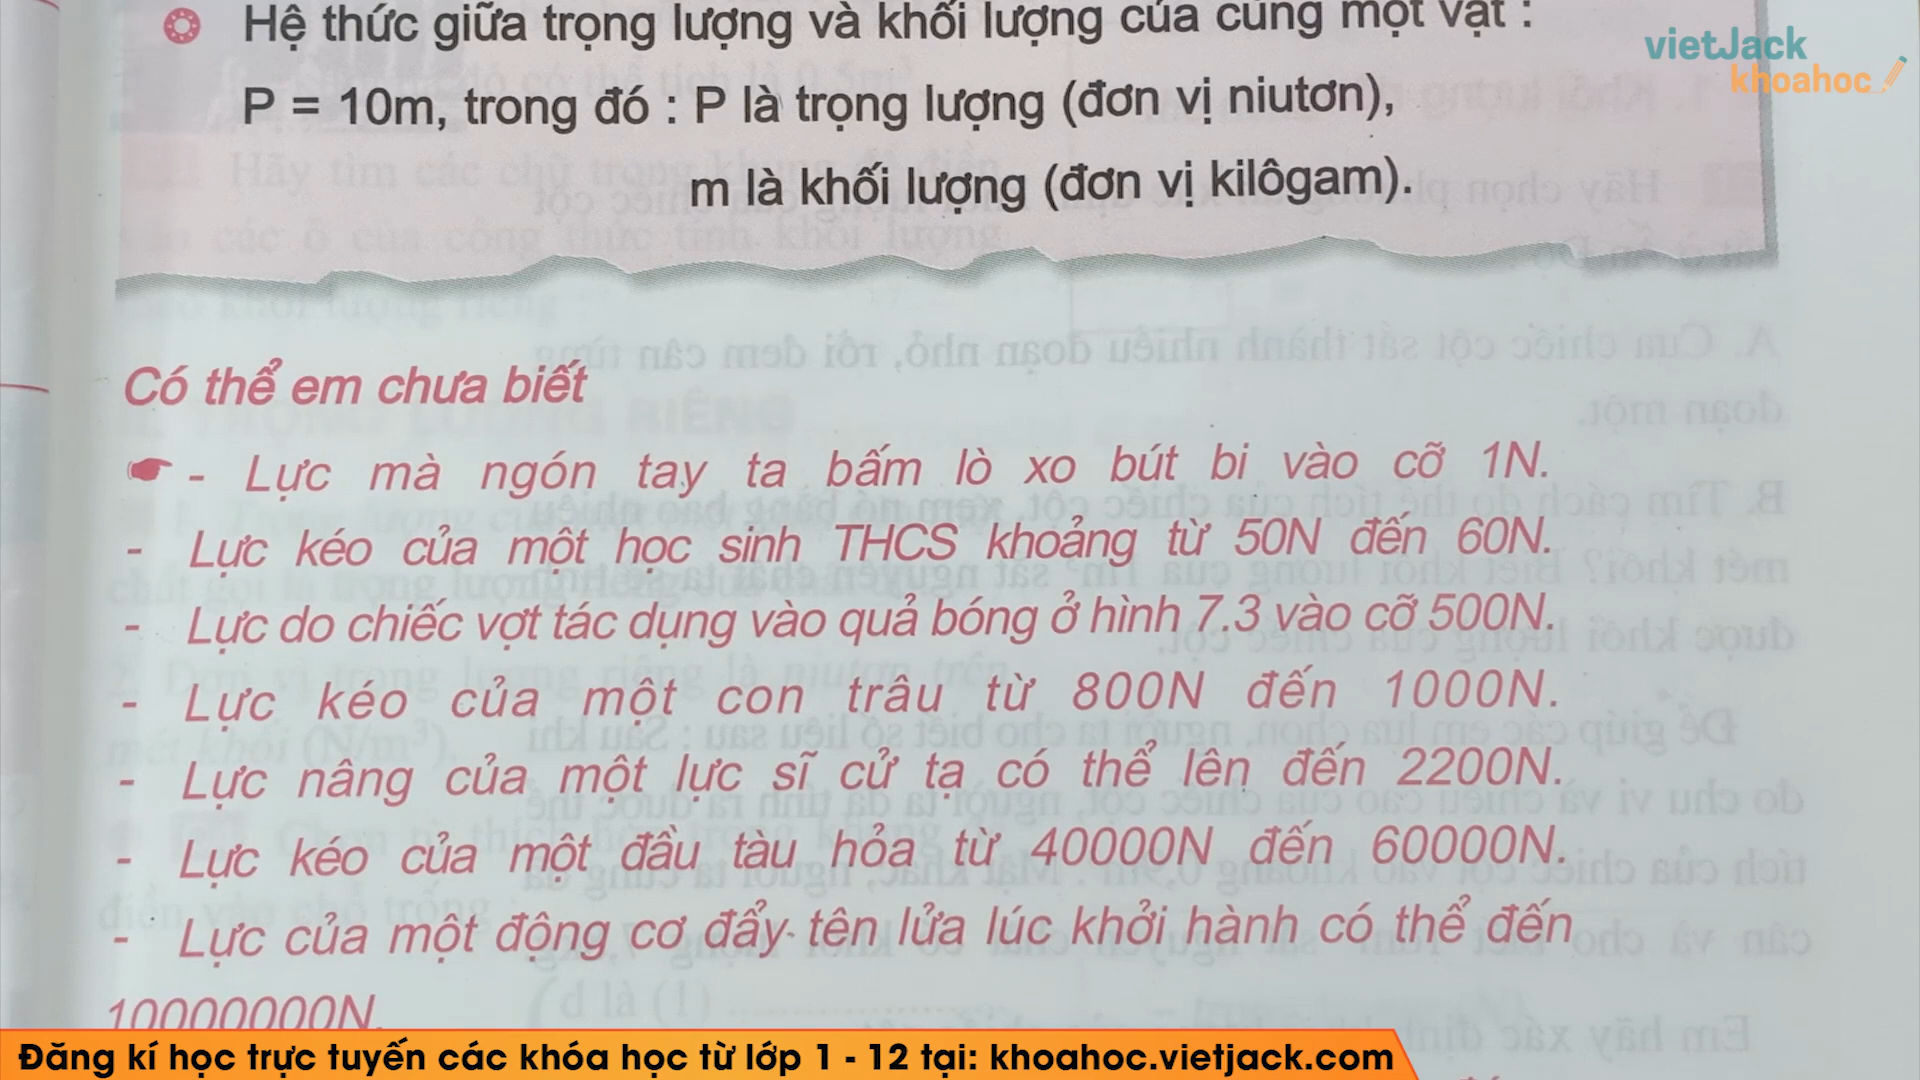 Hệ thức giữa trọng lượng và khối lượng của cùng một vật :
P = 10m, trong đó : P là trọng lượng (đơn vị niutơn),
m là khối lượng (đơn vị kilôgam).
vietJack
khoahoc
Có thể em chưa biết
- Lực mà ngón tay ta bấm lò xo bút bi vào cỡ 1N.
- Lực kéo của một học sinh THCS khoảng từ 50N đến 60N.
- Lực do chiếc vợt tác dụng vào quả bóng ở hình 7.3 vào cỡ 500N.
- Lực kéo của một con trâu từ 800N đến 1000N.
- Lực nâng của một lực sĩ cử tạ có thể lên đến 2200N.
- Lực kéo của một đầu tàu hỏa từ 40000N đến 60000N.
- Lực của một động cơ đẩy tên lửa lúc khởi hành có thể đến
10000000N.
Đăng kí học trực tuyến các khóa học từ lớp 1 - 12 tại: khoahoc.vietjack.com